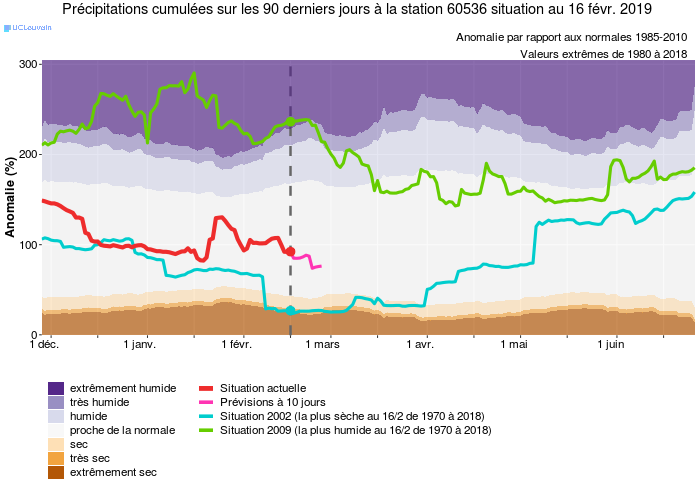 Précipitations cumulées sur les 90 derniers jours à la station 60536 situation au 16 févr. 2019
UCLouvain
Anomalie par rapport aux normales 1985-2010
Valeurs extrêmes de 1980 à 2018
Anomalie (%)
300
200
100
0
1 déc. 1 janv. 1 févr. 1 mars 1 avr. 1 mai 1 juin
extrêmement humide
très humide
humide
proche de la normale
sec
très sec
extrêmement sec
Situation actuelle
Prévisions à 10 jours
Situation 2002 (la plus sèche au 16/2 de 1970 à 2018)
Situation 2009 (la plus humide au 16/2 de 1970 à 2018)